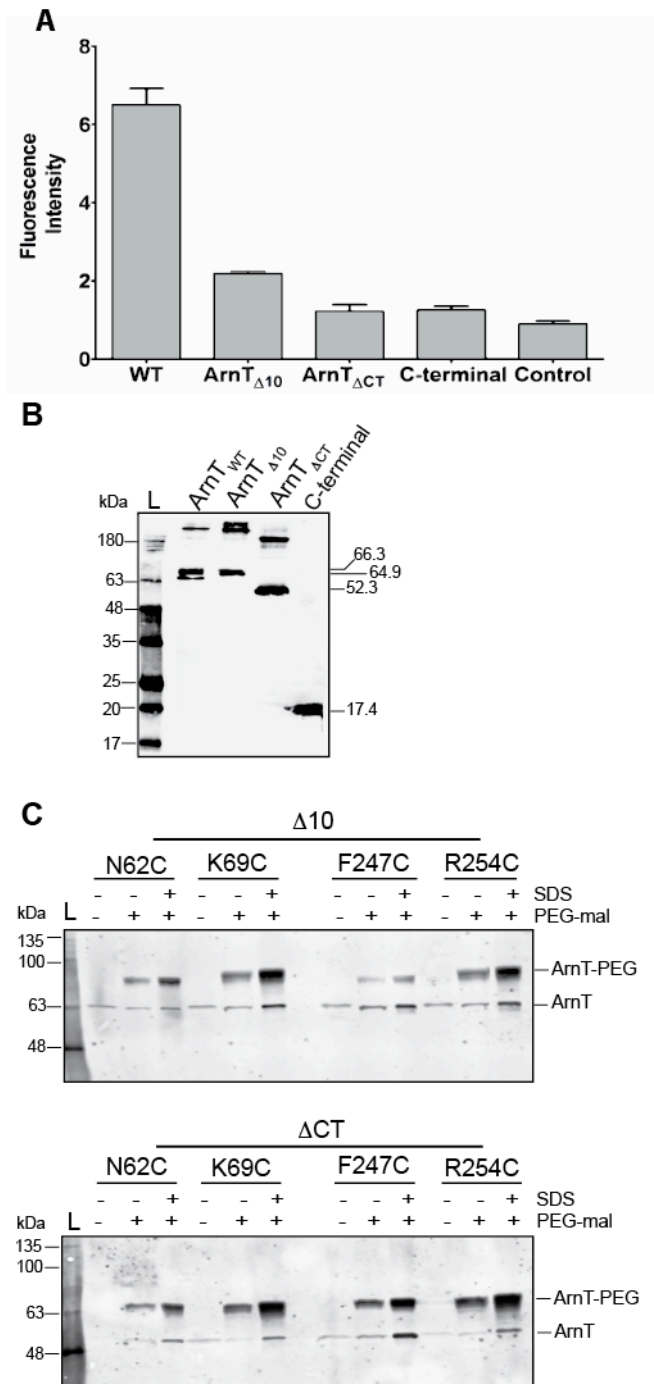 A
8
6
4
2
0
Fluorescence
Intensity
WT ArnTΔ10 ArnTΔCT C-terminal Control
B
kDa L ArnTWT ArnTΔ10 ArnTΔCT C-terminal
180
63
48
35
25
20
17
66.3
64.9
52.3
17.4
C
Δ10
N62C K69C F247C R254C
+ + + + SDS
kDa L - - - - - - - -
- + + - + + - + + - + + PEG-mal
135
100
63
48
ArnT-PEG
ArnT
ΔCT
N62C K69C F247C R254C
- - + - - + - - + - - + SDS
- + + - + + - + + - + + PEG-mal
kDa L
135
100
63
48
ArnT-PEG
ArnT